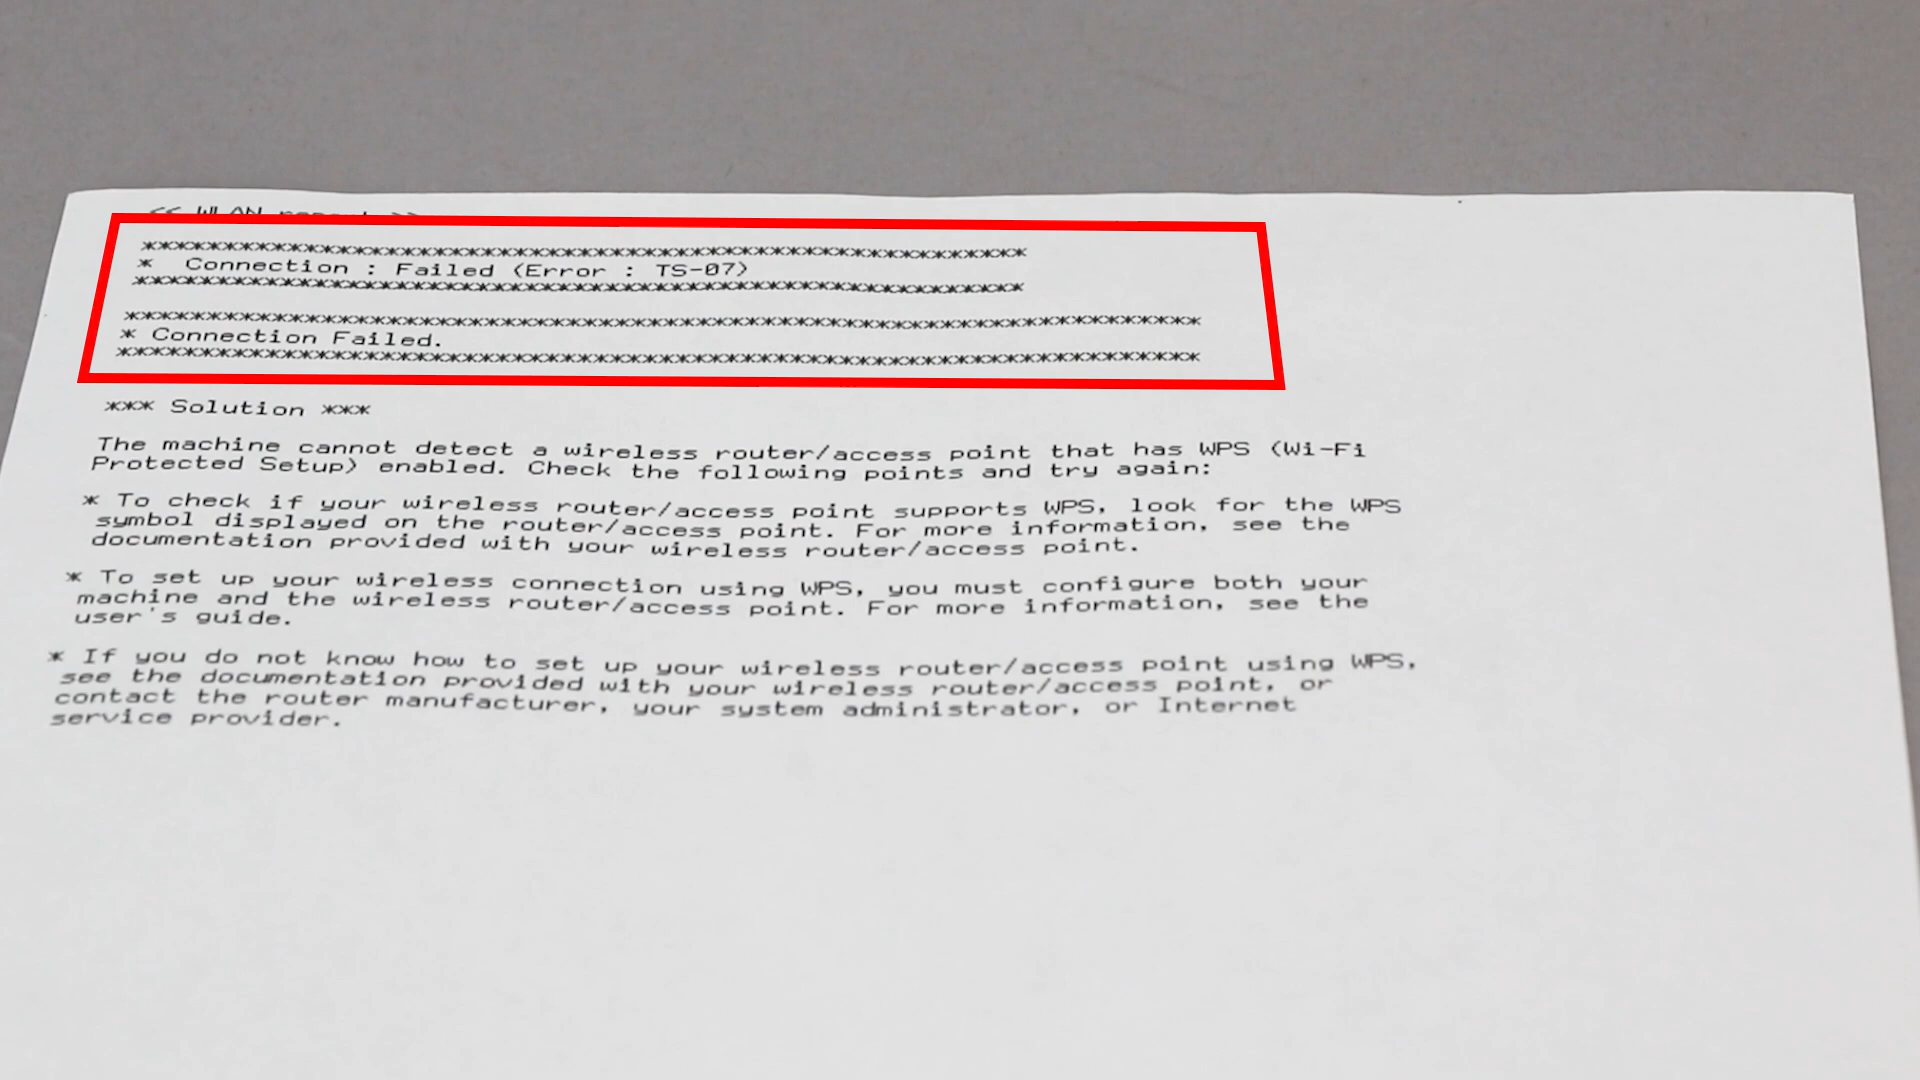 << WLAN report >>
*******************************************************
*  Connection : Failed (Error : TS-07)
*******************************************************
*******************************************************************
* Connection Failed.
*******************************************************************
*** Solution ***
The machine cannot detect a wireless router/access point that has WPS (Wi-Fi
Protected Setup) enabled. Check the following points and try again:
* To check if your wireless router/access point supports WPS, look for the WPS
symbol displayed on the router/access point. For more information, see the
documentation provided with your wireless router/access point.
* To set up your wireless connection using WPS, you must configure both your
machine and the wireless router/access point. For more information, see the
user's guide.
* If you do not know how to set up your wireless router/access point using WPS,
see the documentation provided with your wireless router/access point, or
contact the router manufacturer, your system administrator, or Internet
service provider.